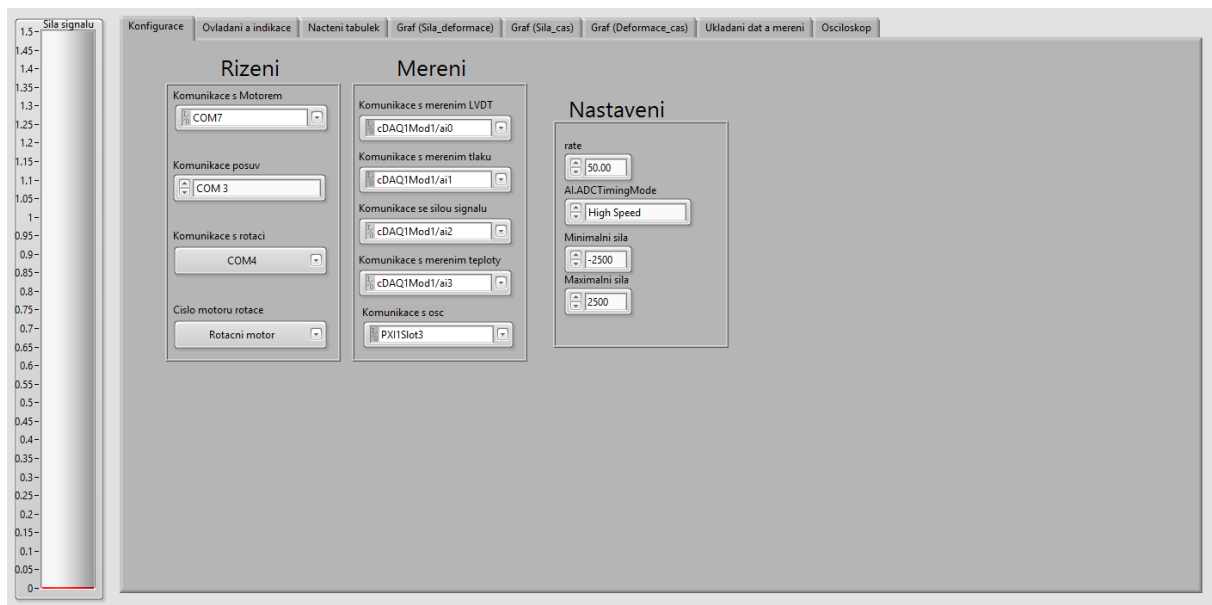 Sila signalu
1.5
1.45
1.4
1.35
1.3
1.25
1.2
1.15
1.1
1.05
1
0.95
0.9
0.85
0.8
0.75
0.7
0.65
0.6
0.55
0.5
0.45
0.4
0.35
0.3
0.25
0.2
0.15
0.1
0.05
0
Konfigurace Ovladani a indikace Nacteni tabulek Graf (Sila_deformace) Graf (Sila_cas) Graf (Deformace_cas) Ukladani dat a mereni Osciloskop
Rizeni
Komunikace s Motorem
COM7
Komunikace posuv
COM 3
Komunikace s rotaci
COM4
Cislo motoru rotace
Rotacni motor
Mereni
Komunikace s merenim LVDT
cDAQ1Mod1/ai0
Komunikace s merenim tlaku
cDAQ1Mod1/ai1
Komunikace se silou signalu
cDAQ1Mod1/ai2
Komunikace s merenim teploty
cDAQ1Mod1/ai3
Komunikace s osc
PXI1Slot3
Nastaveni
rate
50.00
AI.ADCTimingMode
High Speed
Minimalni sila
-2500
Maximalni sila
2500